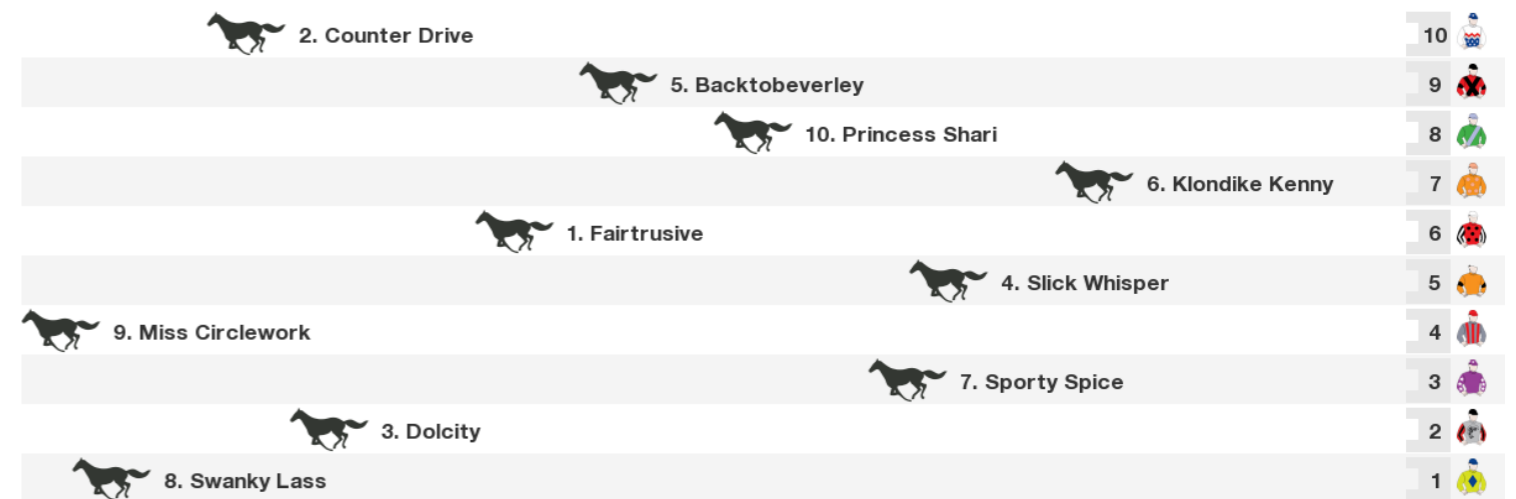 2. Counter Drive 10
5. Backtobeverley 9
10. Princess Shari 8
6. Klondike Kenny 7
1. Fairtrusive 6
4. Slick Whisper 5
9. Miss Circlework 4
7. Sporty Spice 3
3. Dolcity 2
8. Swanky Lass 1